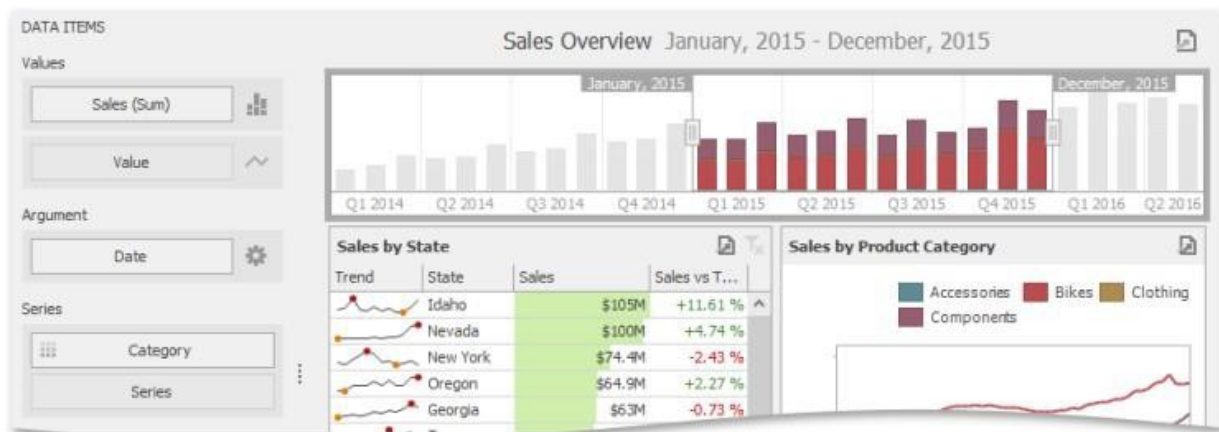 DATA ITEMS
Values
Sales (Sum)
Value
Argument
Date
Series
Category
Series
Sales Overview January, 2015 - December, 2015
January, 2015
December, 2015
Q1 2014 Q2 2014 Q3 2014 Q4 2014 Q1 2015 Q2 2015 Q3 2015 Q4 2015 Q1 2016 Q2 2016
Sales by State
Trend State Sales Sales vs T...
Idaho $105M +11.61 %
Nevada $100M +4.74 %
New York $74.4M -2.43 %
Oregon $64.9M +2.27 %
Georgia $63M -0.73 %
Sales by Product Category
Accessories Bikes Clothing
Components